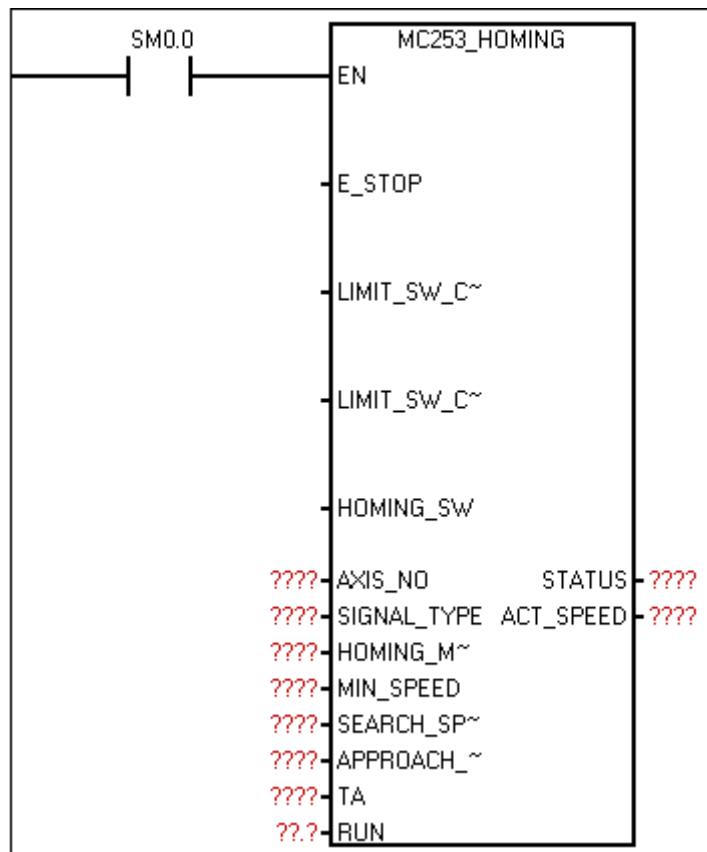 SM0.0
MC253_HOMING
EN
E_STOP
LIMIT_SW_C~
LIMIT_SW_C~
HOMING_SW
???? AXIS_NO STATUS ????
???? SIGNAL_TYPE ACT_SPEED ????
???? HOMING_M~
???? MIN_SPEED
???? SEARCH_SP~
???? APPROACH_~
???? TA
??.? RUN